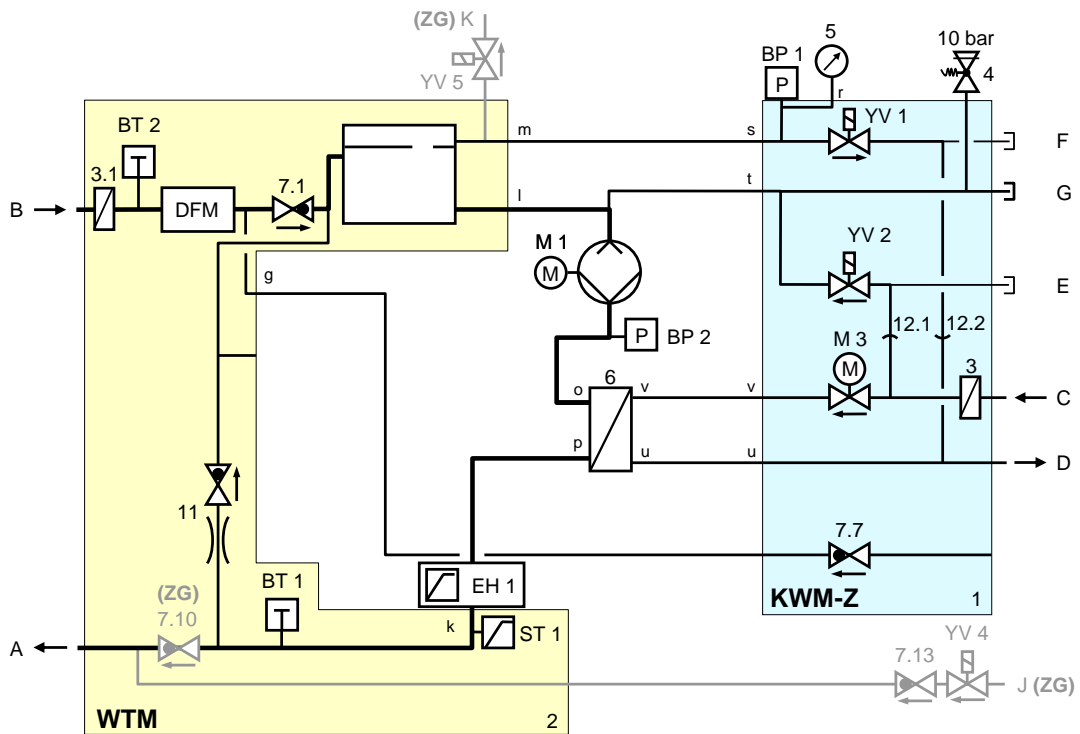 (ZG) K
5
10 bar
BP 1
P
4
YV 5
r
BT 2
m
s
YV 1
F
3.1
7.1
t
B
DFM
l
G
M 1
YV 2
M
g
E
12.1
12.2
P
BP 2
M 3
6
M
3
o
v
v
C
p
u
u
D
11
7.7
BT 1
EH 1
(ZG)
7.10
KWM-Z
1
k
ST 1
YV 4
A
7.13
J (ZG)
WTM
2